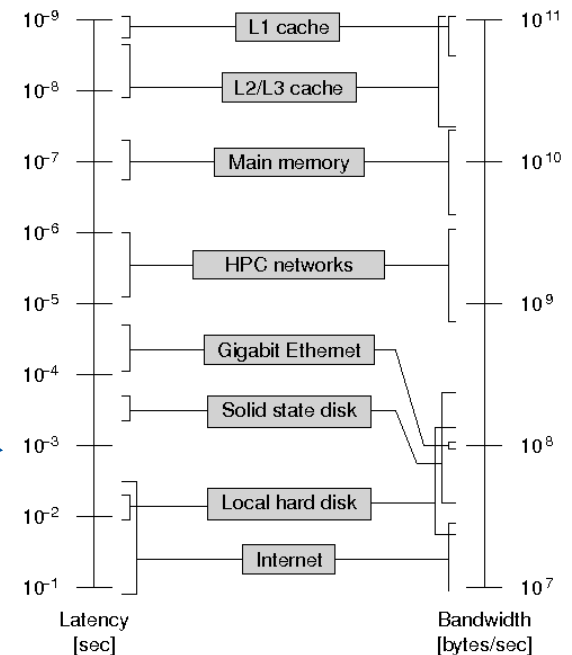 10⁻⁹ L1 cache 10¹¹
10⁻⁸ L2/L3 cache
10⁻⁷ Main memory 10¹⁰
10⁻⁶
HPC networks
10⁻⁵ 10⁹
Gigabit Ethernet
10⁻⁴
Solid state disk
10⁻³ 10⁸
Local hard disk
10⁻²
Internet
10⁻¹ 10⁷
Latency Bandwidth
[sec] [bytes/sec]